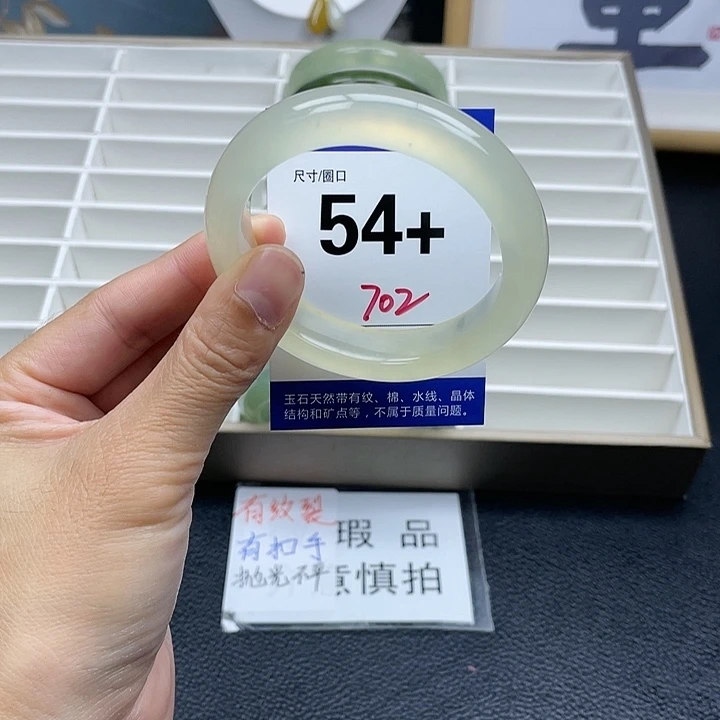 尺寸/圈口
54+
702
玉石天然带有纹、棉、水线、晶体
结构和矿点等，不属于质量问题。
有纹裂
瑕 品
有扣手
抛光不平
慎拍